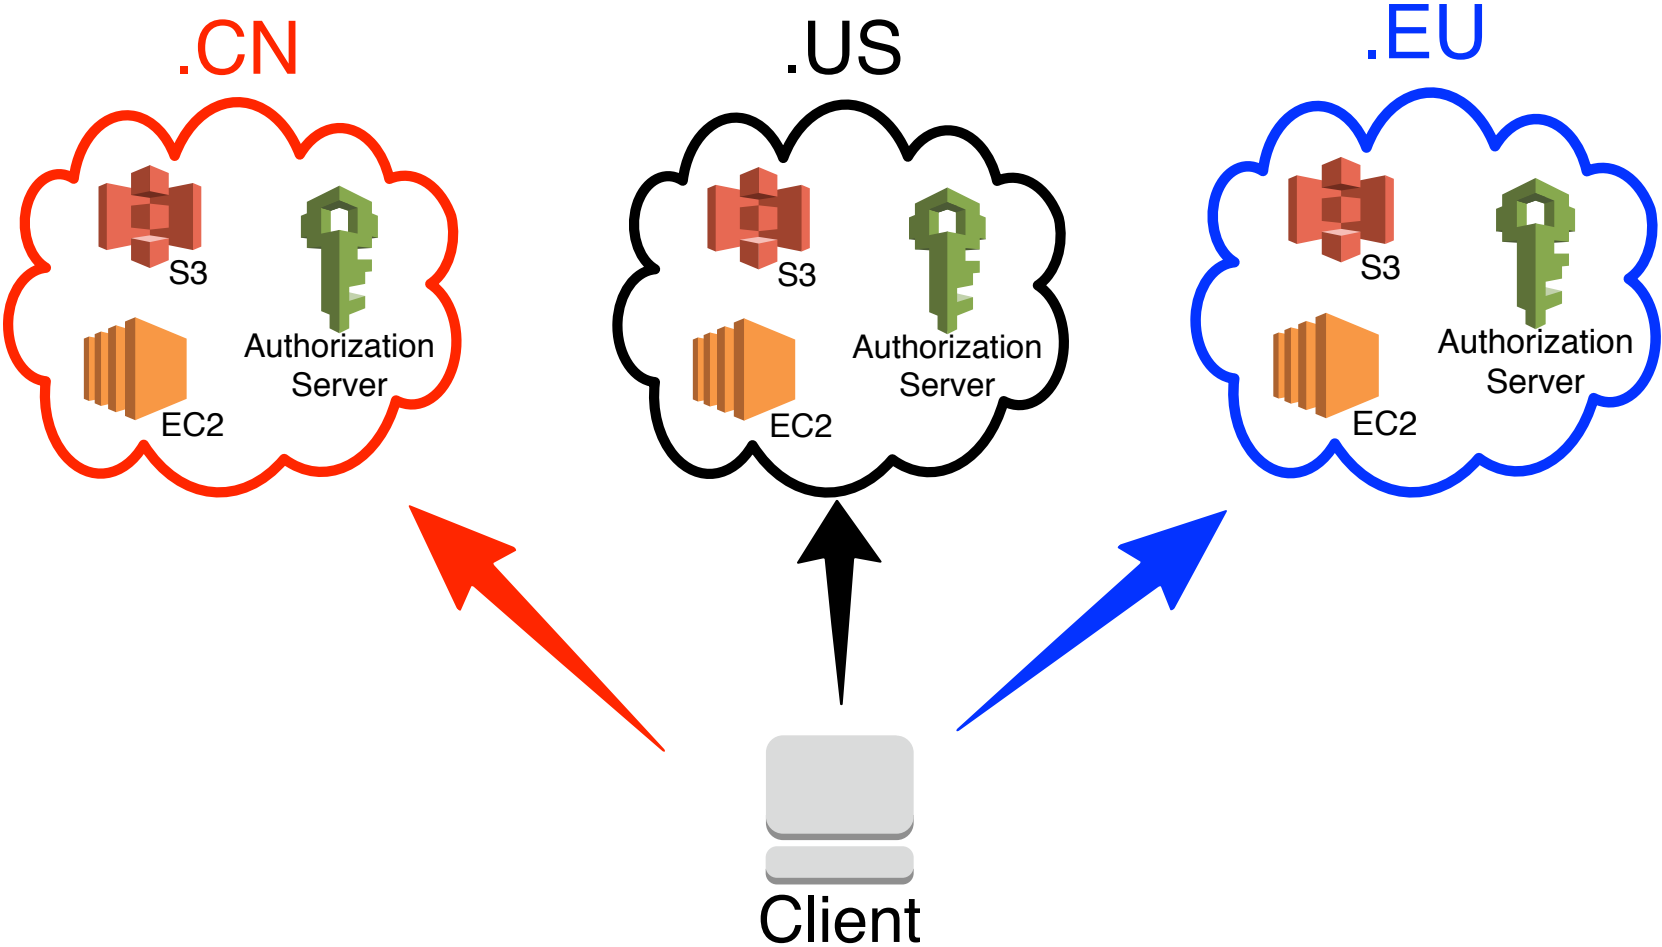 .CN
.US
.EU
S3
Authorization
Server
EC2
S3
Authorization
Server
EC2
S3
Authorization
Server
EC2
Client